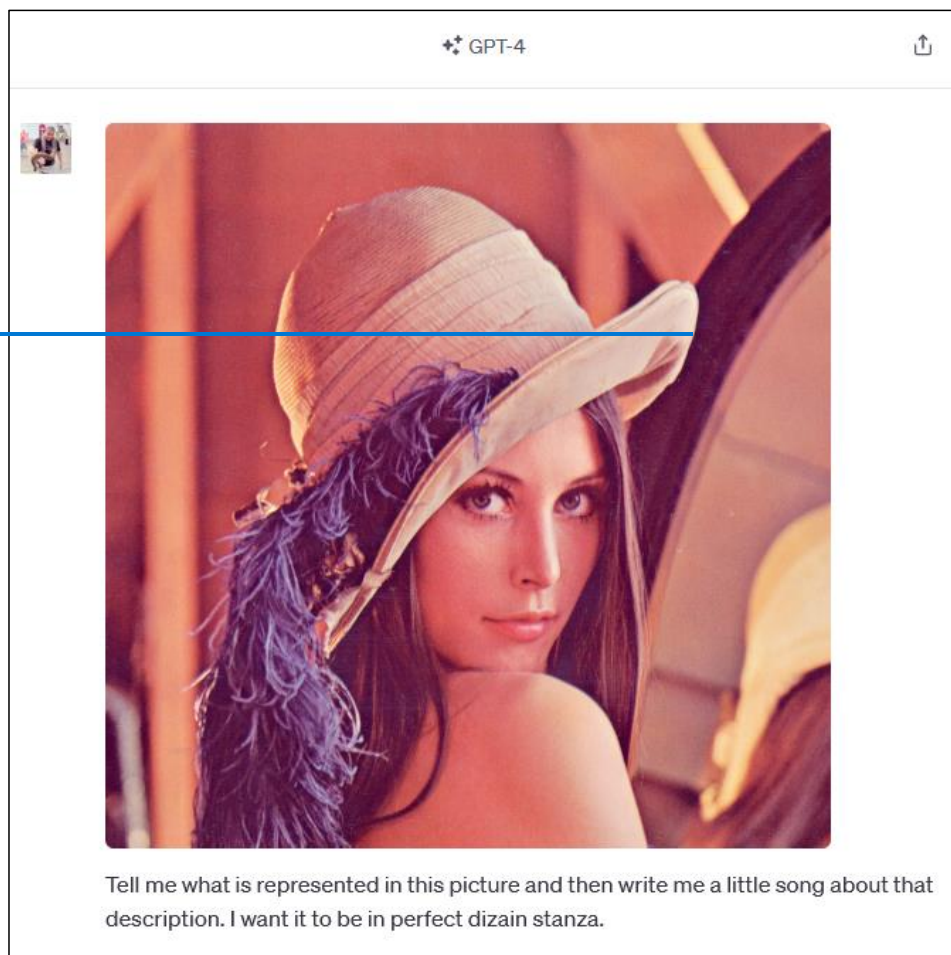 GPT-4
Tell me what is represented in this picture and then write me a little song about that
description. I want it to be in perfect dizain stanza.